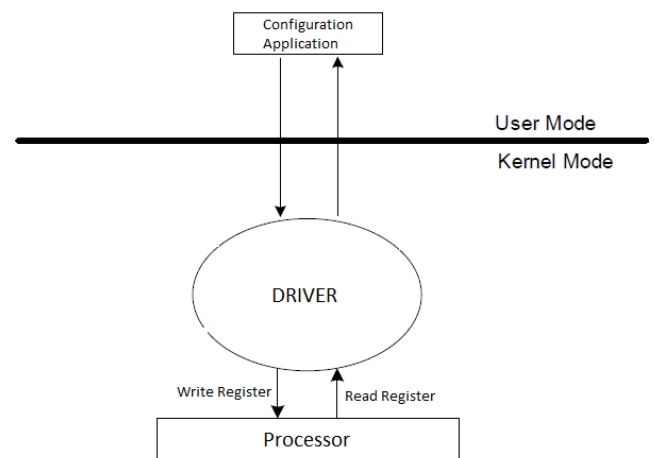 Configuration
Application
User Mode
Kernel Mode
DRIVER
Write Register
Read Register
Processor